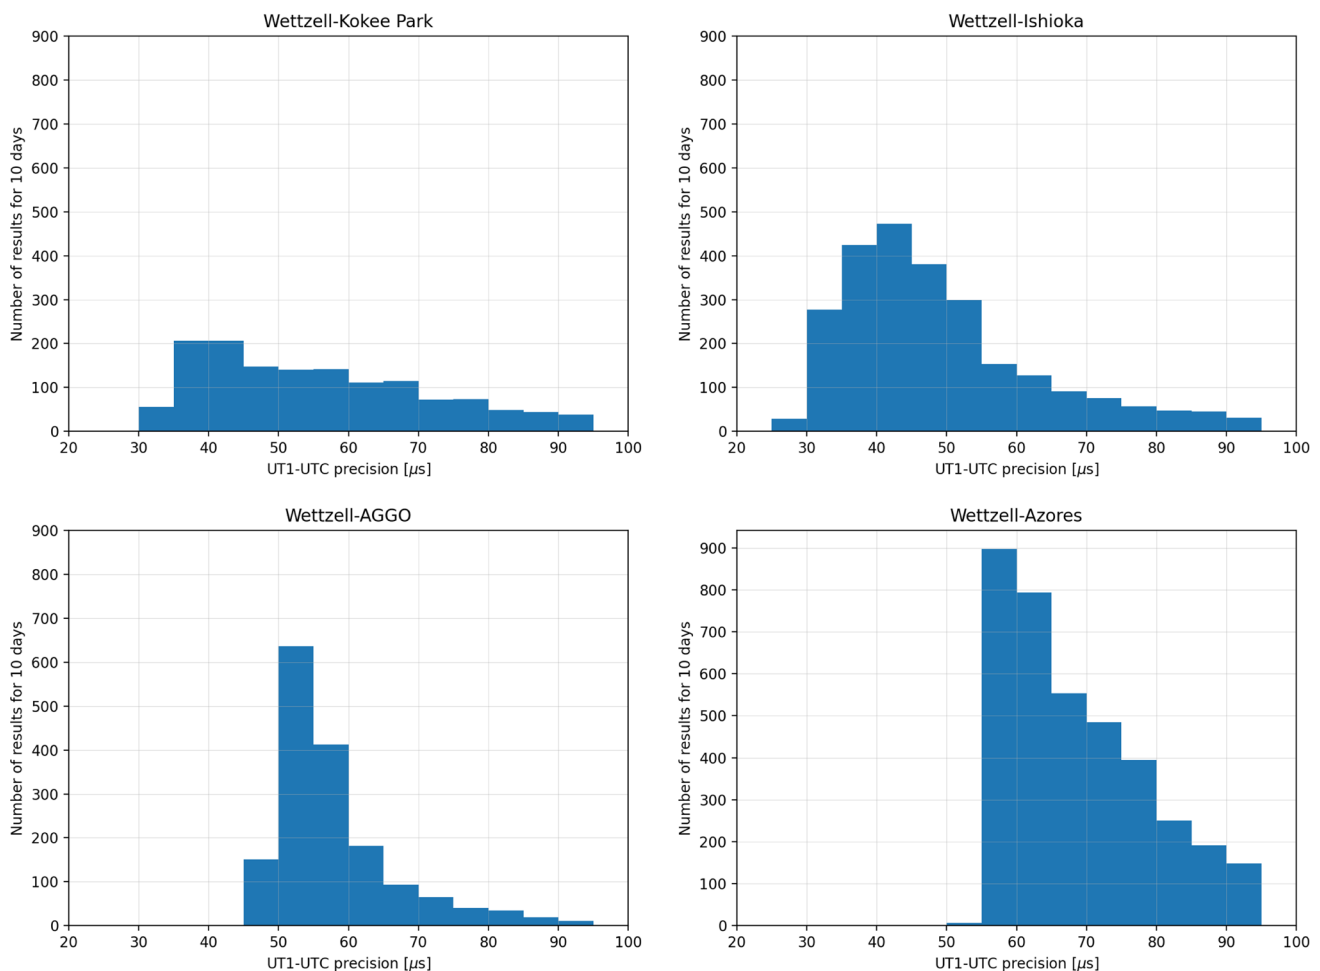 Wettzell-Kokee Park
900
800
700
600
500
400
300
200
100
0
Number of results for 10 days
20 30 40 50 60 70 80 90 100
UT1-UTC precision [μs]
Wettzell-Ishioka
900
800
700
600
500
400
300
200
100
0
Number of results for 10 days
20 30 40 50 60 70 80 90 100
UT1-UTC precision [μs]
Wettzell-AGGO
900
800
700
600
500
400
300
200
100
0
Number of results for 10 days
20 30 40 50 60 70 80 90 100
UT1-UTC precision [μs]
Wettzell-Azores
900
800
700
600
500
400
300
200
100
0
Number of results for 10 days
20 30 40 50 60 70 80 90 100
UT1-UTC precision [μs]